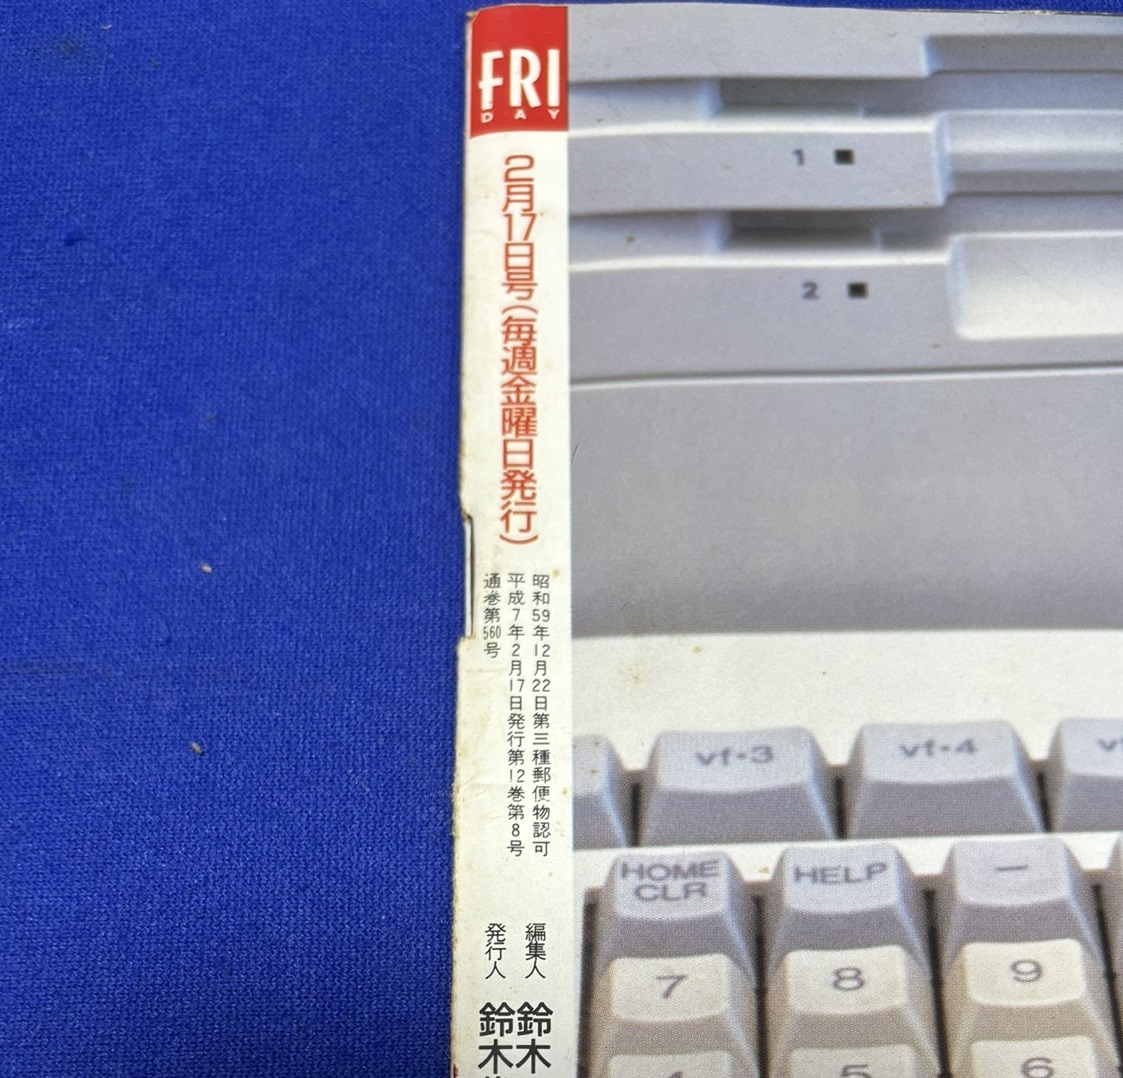 FRI
DAY
2月17日号(毎週金曜日発行)
昭和59年12月22日第三種郵便物認可
平成7年2月17日発行第12巻第8号
通巻第560号
編集人 鈴木
発行人 鈴木
1
2
vf・3
vf・4
HOME
CLR
HELP
−
7
8
9
5
6